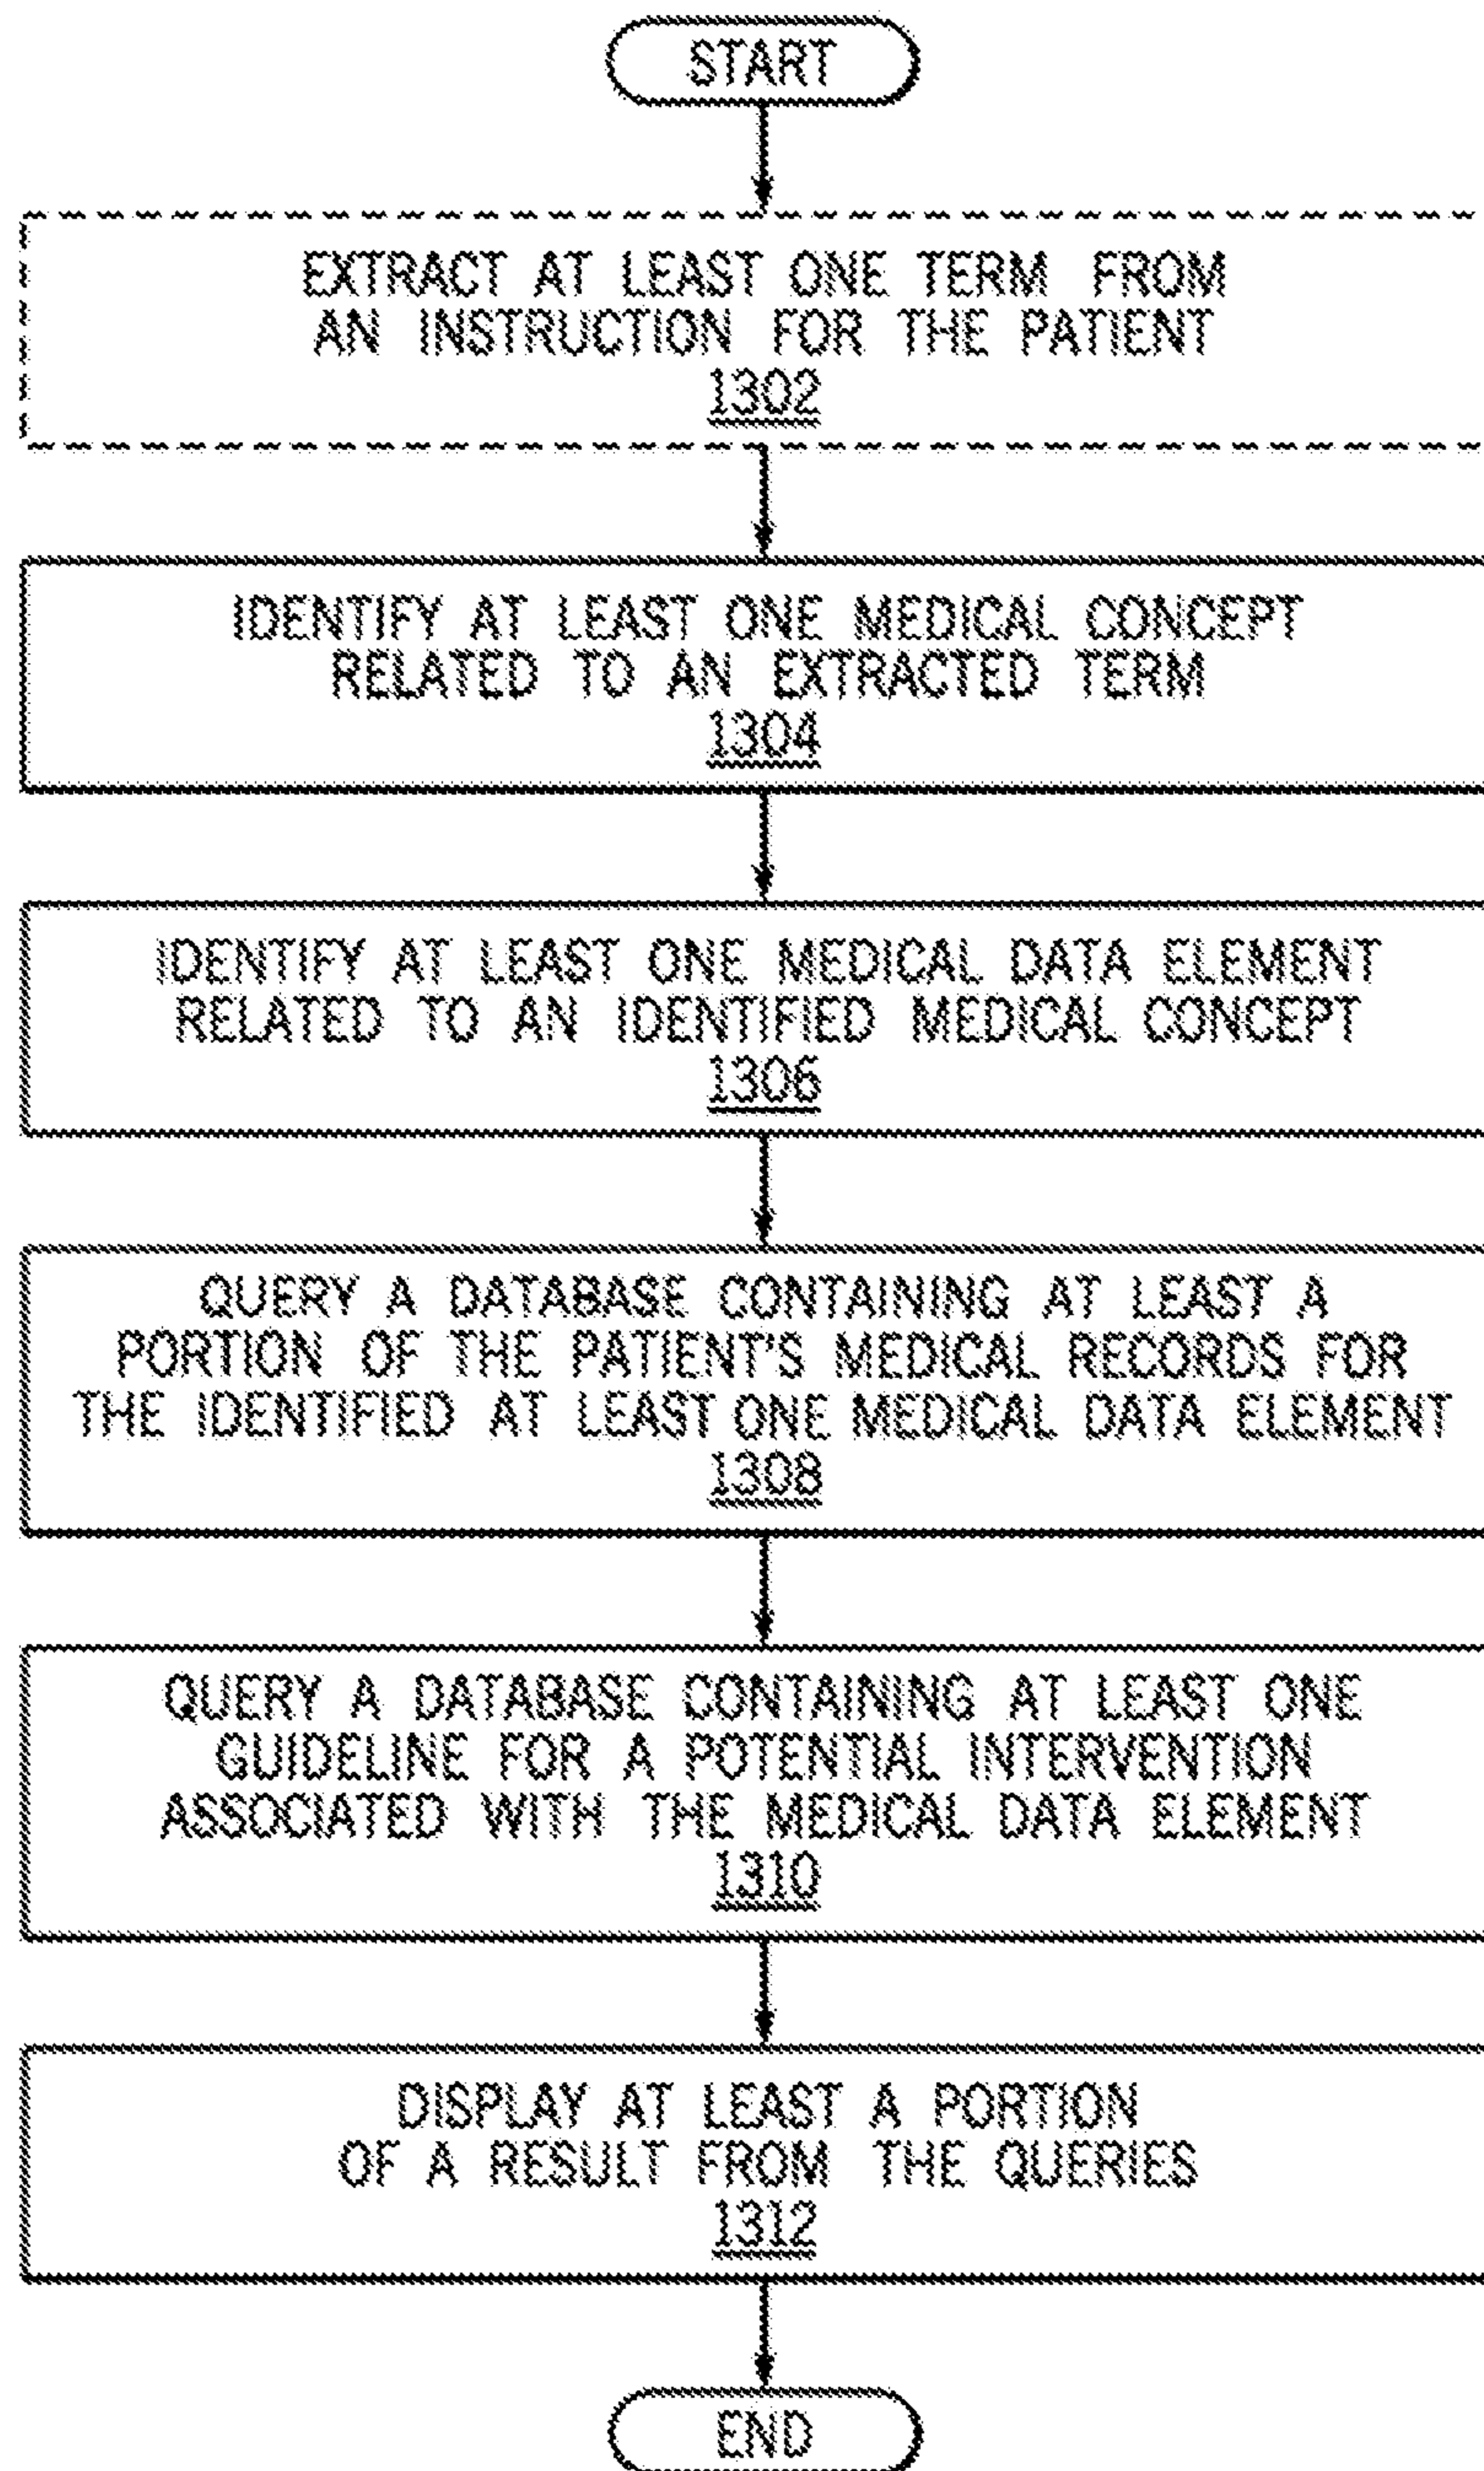 START
EXTRACT AT LEAST ONE TERM FROM
AN INSTRUCTION FOR THE PATIENT
1302
IDENTIFY AT LEAST ONE MEDICAL CONCEPT
RELATED TO AN EXTRACTED TERM
1304
IDENTIFY AT LEAST ONE MEDICAL DATA ELEMENT
RELATED TO AN IDENTIFIED MEDICAL CONCEPT
1306
QUERY A DATABASE CONTAINING AT LEAST A
PORTION OF THE PATIENT'S MEDICAL RECORDS FOR
THE IDENTIFIED AT LEAST ONE MEDICAL DATA ELEMENT
1308
QUERY A DATABASE CONTAINING AT LEAST ONE
GUIDELINE FOR A POTENTIAL INTERVENTION
ASSOCIATED WITH THE MEDICAL DATA ELEMENT
1310
DISPLAY AT LEAST A PORTION
OF A RESULT FROM THE QUERIES
1312
END